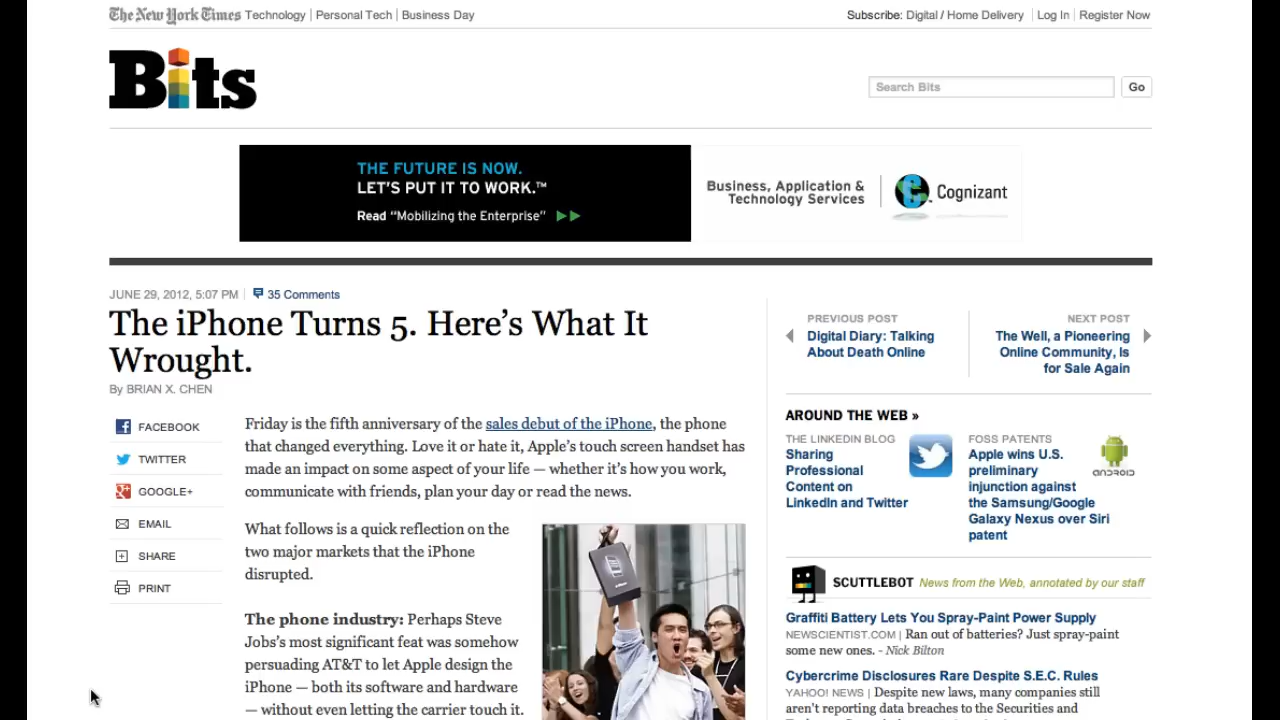 The New York Times Technology | Personal Tech | Business Day
Subscribe: Digital / Home Delivery | Log In | Register Now
Bits
Search Bits
Go
THE FUTURE IS NOW.
LET'S PUT IT TO WORK.™
Read "Mobilizing the Enterprise"
Business, Application &
Technology Services
Cognizant
JUNE 29, 2012, 5:07 PM
35 Comments
The iPhone Turns 5. Here's What It
Wrought.
By BRIAN X. CHEN
FACEBOOK
TWITTER
GOOGLE+
EMAIL
SHARE
PRINT
Friday is the fifth anniversary of the sales debut of the iPhone, the phone
that changed everything. Love it or hate it, Apple's touch screen handset has
made an impact on some aspect of your life — whether it's how you work,
communicate with friends, plan your day or read the news.
What follows is a quick reflection on the
two major markets that the iPhone
disrupted.
The phone industry: Perhaps Steve
Jobs's most significant feat was somehow
persuading AT&T to let Apple design the
iPhone — both its software and hardware
— without even letting the carrier touch it.
PREVIOUS POST
Digital Diary: Talking
About Death Online
NEXT POST
The Well, a Pioneering
Online Community, Is
for Sale Again
AROUND THE WEB »
THE LINKEDIN BLOG
Sharing
Professional
Content on
LinkedIn and Twitter
FOSS PATENTS
Apple wins U.S.
preliminary
injunction against
the Samsung/Google
Galaxy Nexus over Siri
patent
ANDROID
SCUTTLEBOT News from the Web, annotated by our staff
Graffiti Battery Lets You Spray-Paint Power Supply
NEWSCIENTIST.COM | Ran out of batteries? Just spray-paint
some new ones. - Nick Bilton
Cybercrime Disclosures Rare Despite S.E.C. Rules
YAHOO! NEWS | Despite new laws, many companies still
aren't reporting data breaches to the Securities and